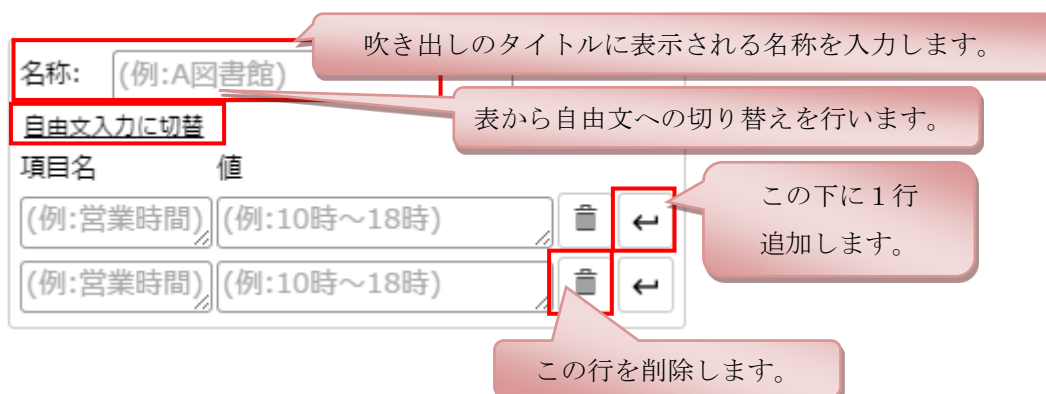 吹き出しのタイトルに表示される名称を入力します。
名称:
(例:A図書館)
表から自由文への切り替えを行います。
自由文入力に切替
項目名 値
この下に１行
追加します。
(例:営業時間) (例:10時～18時)
(例:営業時間) (例:10時～18時)
この行を削除します。